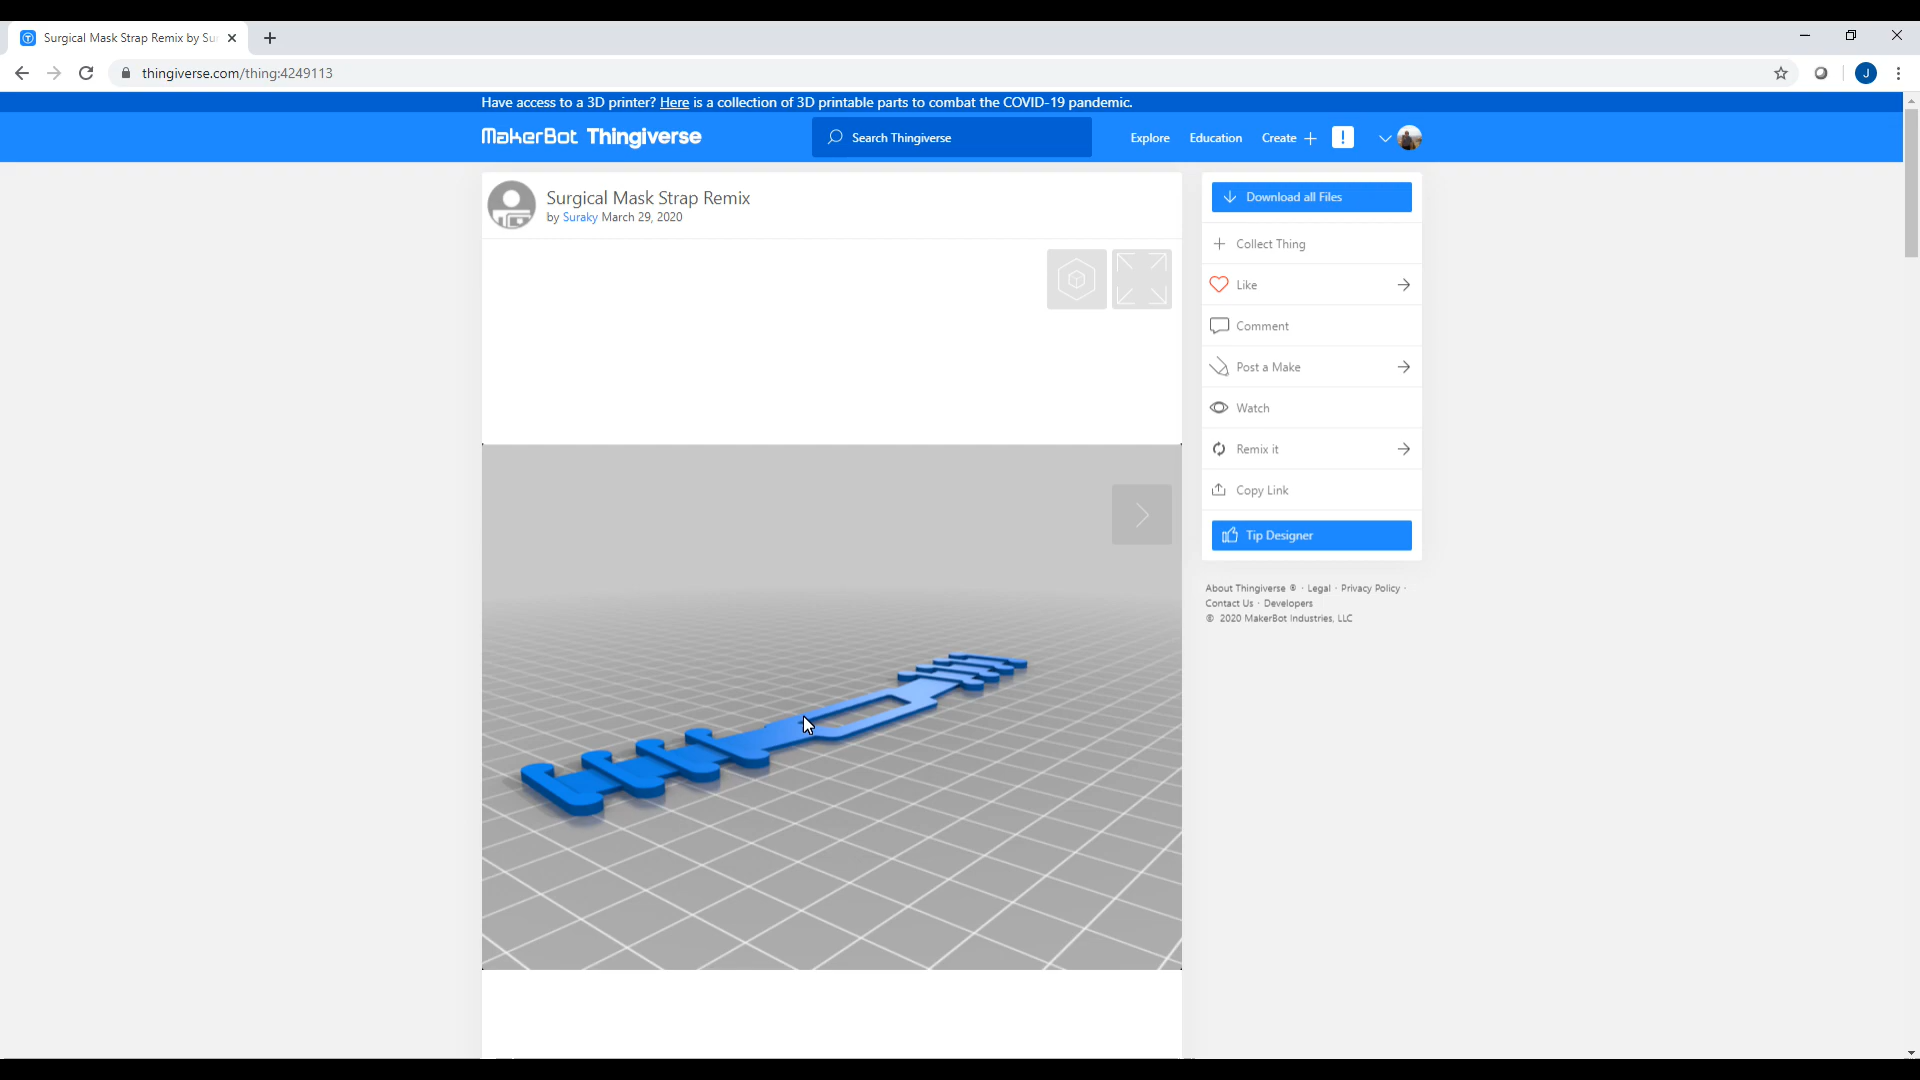 Surgical Mask Strap Remix by Su
thingiverse.com/thing:4249113
J
Have access to a 3D printer? Here is a collection of 3D printable parts to combat the COVID-19 pandemic.
MakerBot Thingiverse
Search Thingiverse
Explore
Education
Create
Surgical Mask Strap Remix
by Suraky March 29, 2020
Download all Files
Collect Thing
Like
Comment
Post a Make
Watch
Remix it
Copy Link
Tip Designer
About Thingiverse ® · Legal · Privacy Policy ·
Contact Us · Developers
© 2020 MakerBot Industries, LLC